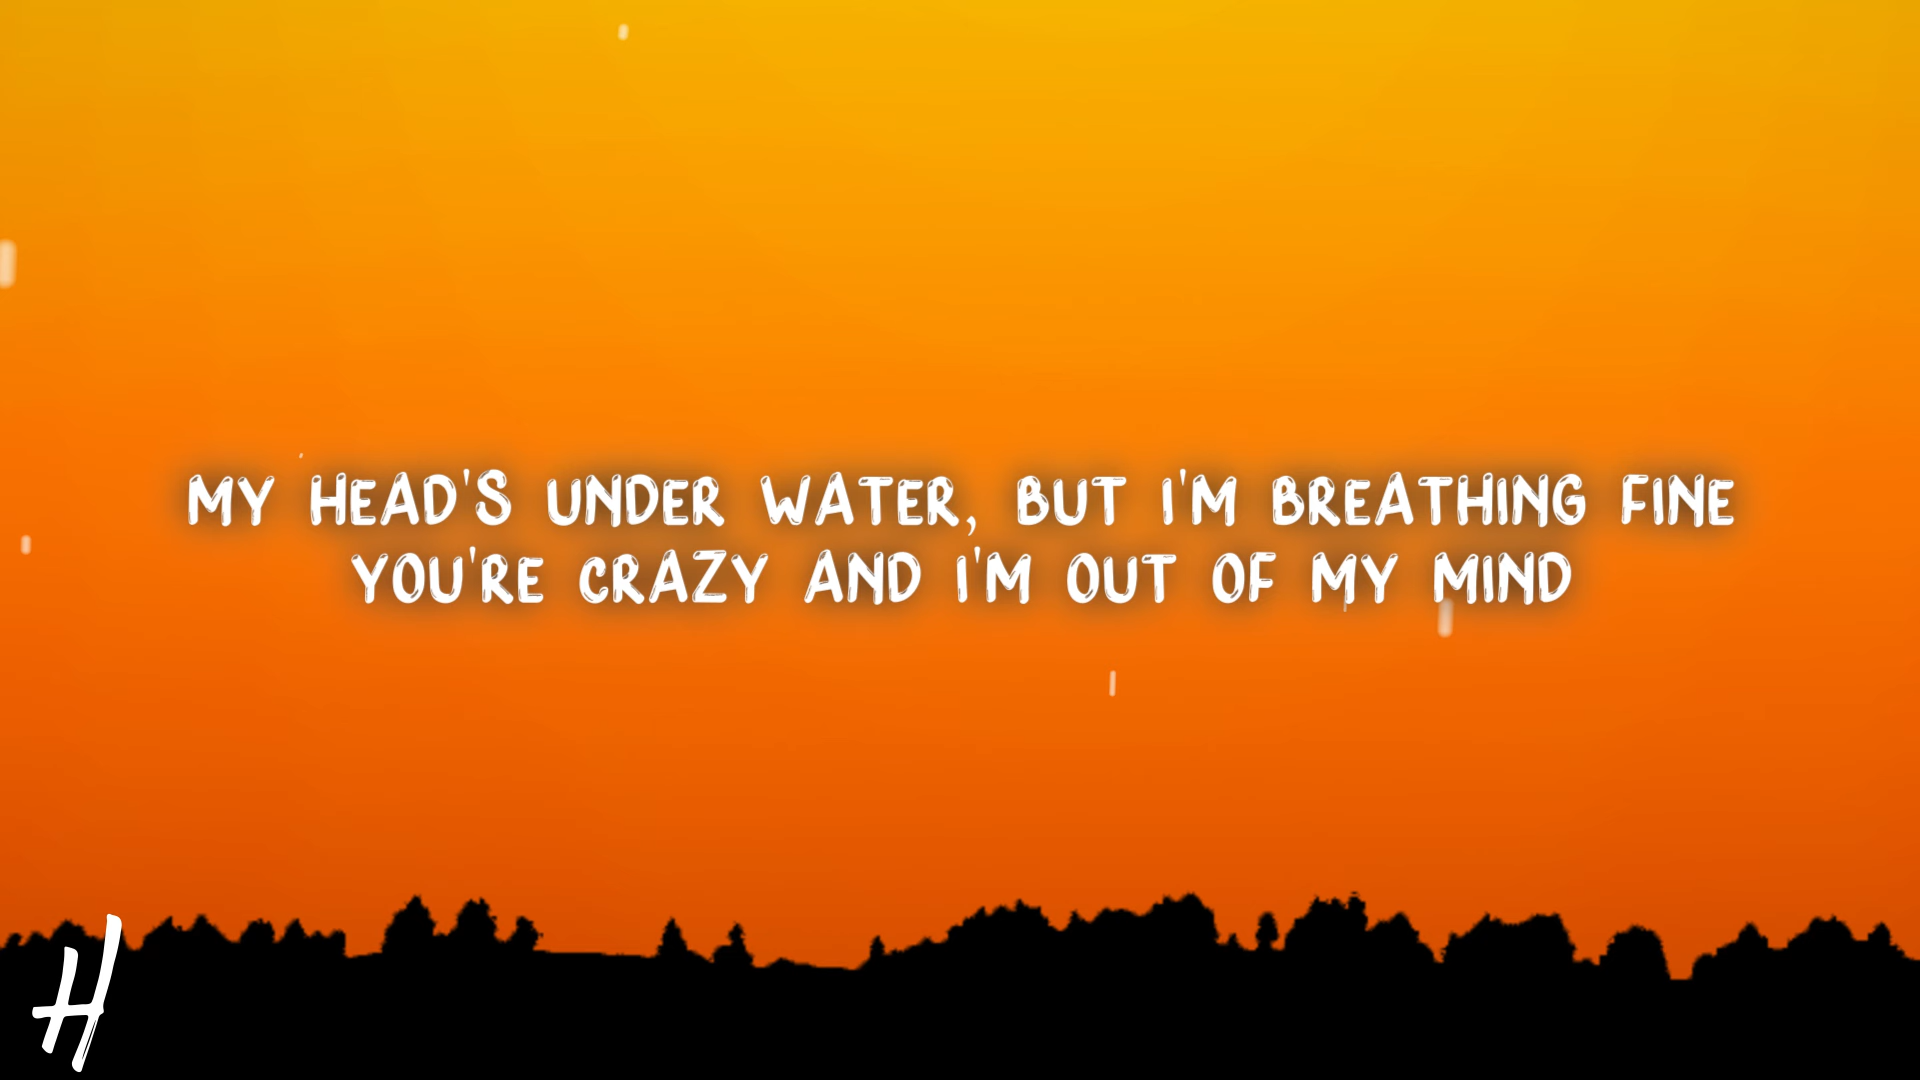 MY HEAD'S UNDER WATER, BUT I'M BREATHING FINE
YOU'RE CRAZY AND I'M OUT OF MY MIND
H